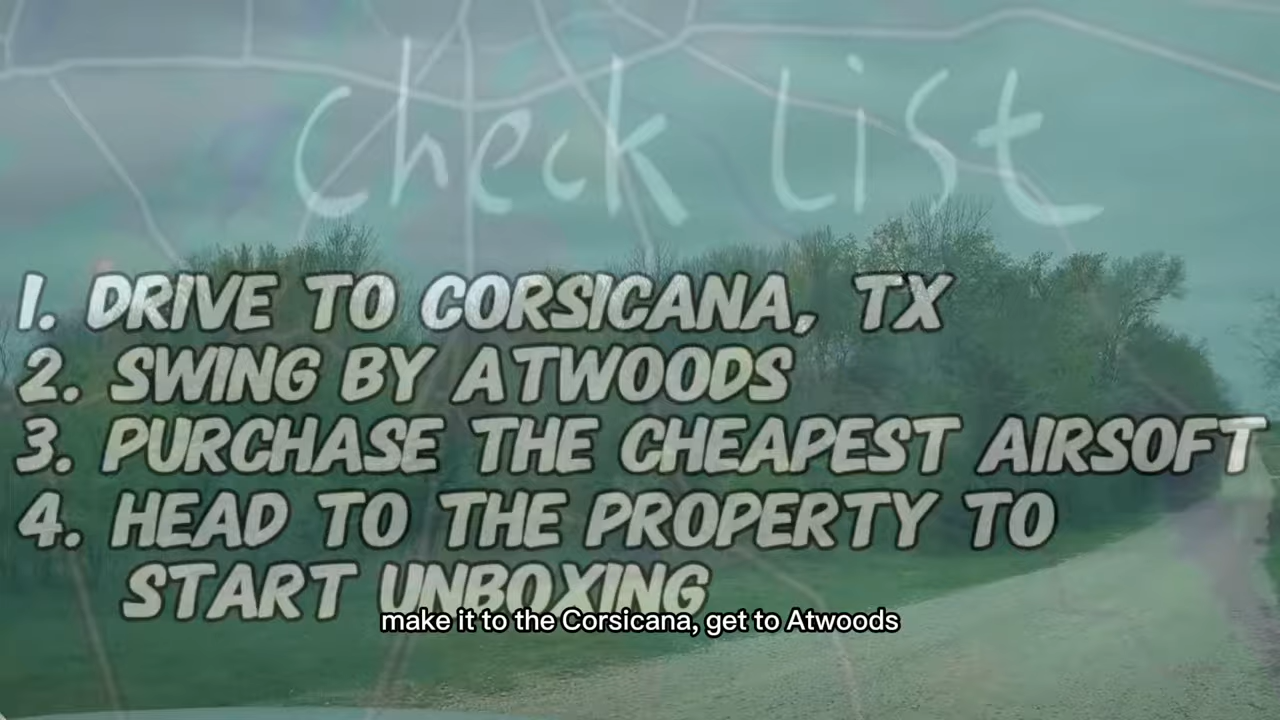 Check List
1. DRIVE TO CORSICANA, TX
2. SWING BY ATWOODS
3. PURCHASE THE CHEAPEST AIRSOFT
4. HEAD TO THE PROPERTY TO
START UNBOXING
make it to the Corsicana, get to Atwoods